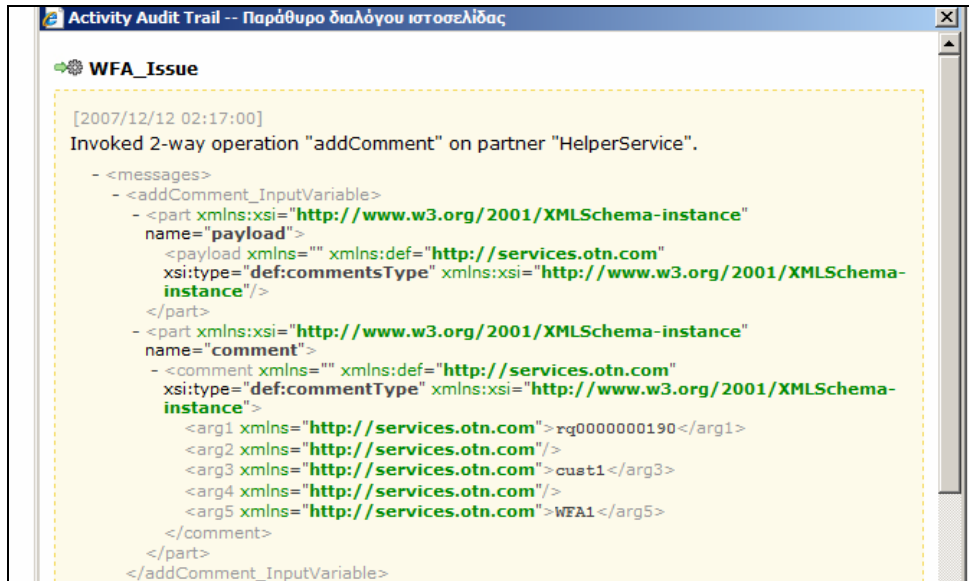 Activity Audit Trail -- Παράθυρο διαλόγου ιστοσελίδας
WFA_Issue
[2007/12/12 02:17:00]
Invoked 2-way operation "addComment" on partner "HelperService".
- <messages>
- <addComment_InputVariable>
- <part xmlns:xsi="http://www.w3.org/2001/XMLSchema-instance"
name="payload">
<payload xmlns="" xmlns:def="http://services.otn.com"
xsi:type="def:commentsType" xmlns:xsi="http://www.w3.org/2001/XMLSchema-
instance"/>
</part>
- <part xmlns:xsi="http://www.w3.org/2001/XMLSchema-instance"
name="comment">
- <comment xmlns="" xmlns:def="http://services.otn.com"
xsi:type="def:commentType" xmlns:xsi="http://www.w3.org/2001/XMLSchema-
instance">
<arg1 xmlns="http://services.otn.com">rq0000000190</arg1>
<arg2 xmlns="http://services.otn.com"/>
<arg3 xmlns="http://services.otn.com">cust1</arg3>
<arg4 xmlns="http://services.otn.com"/>
<arg5 xmlns="http://services.otn.com">WFA1</arg5>
</comment>
</part>
</addComment_InputVariable>